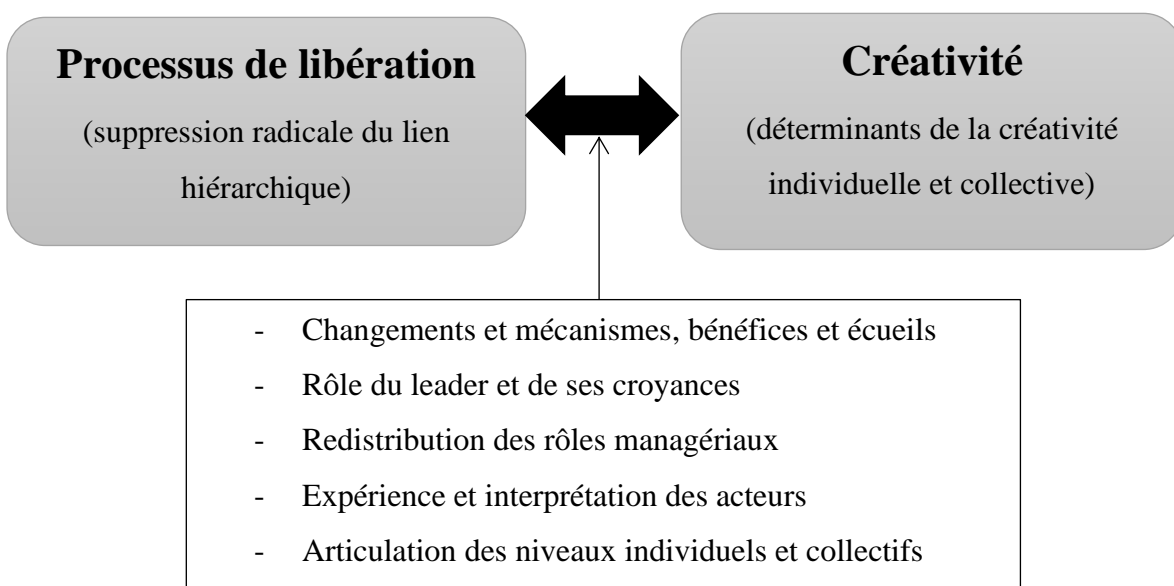 Processus de libération
(suppression radicale du lien
hiérarchique)
Créativité
(déterminants de la créativité
individuelle et collective)
- Changements et mécanismes, bénéfices et écueils
- Rôle du leader et de ses croyances
- Redistribution des rôles managériaux
- Expérience et interprétation des acteurs
- Articulation des niveaux individuels et collectifs